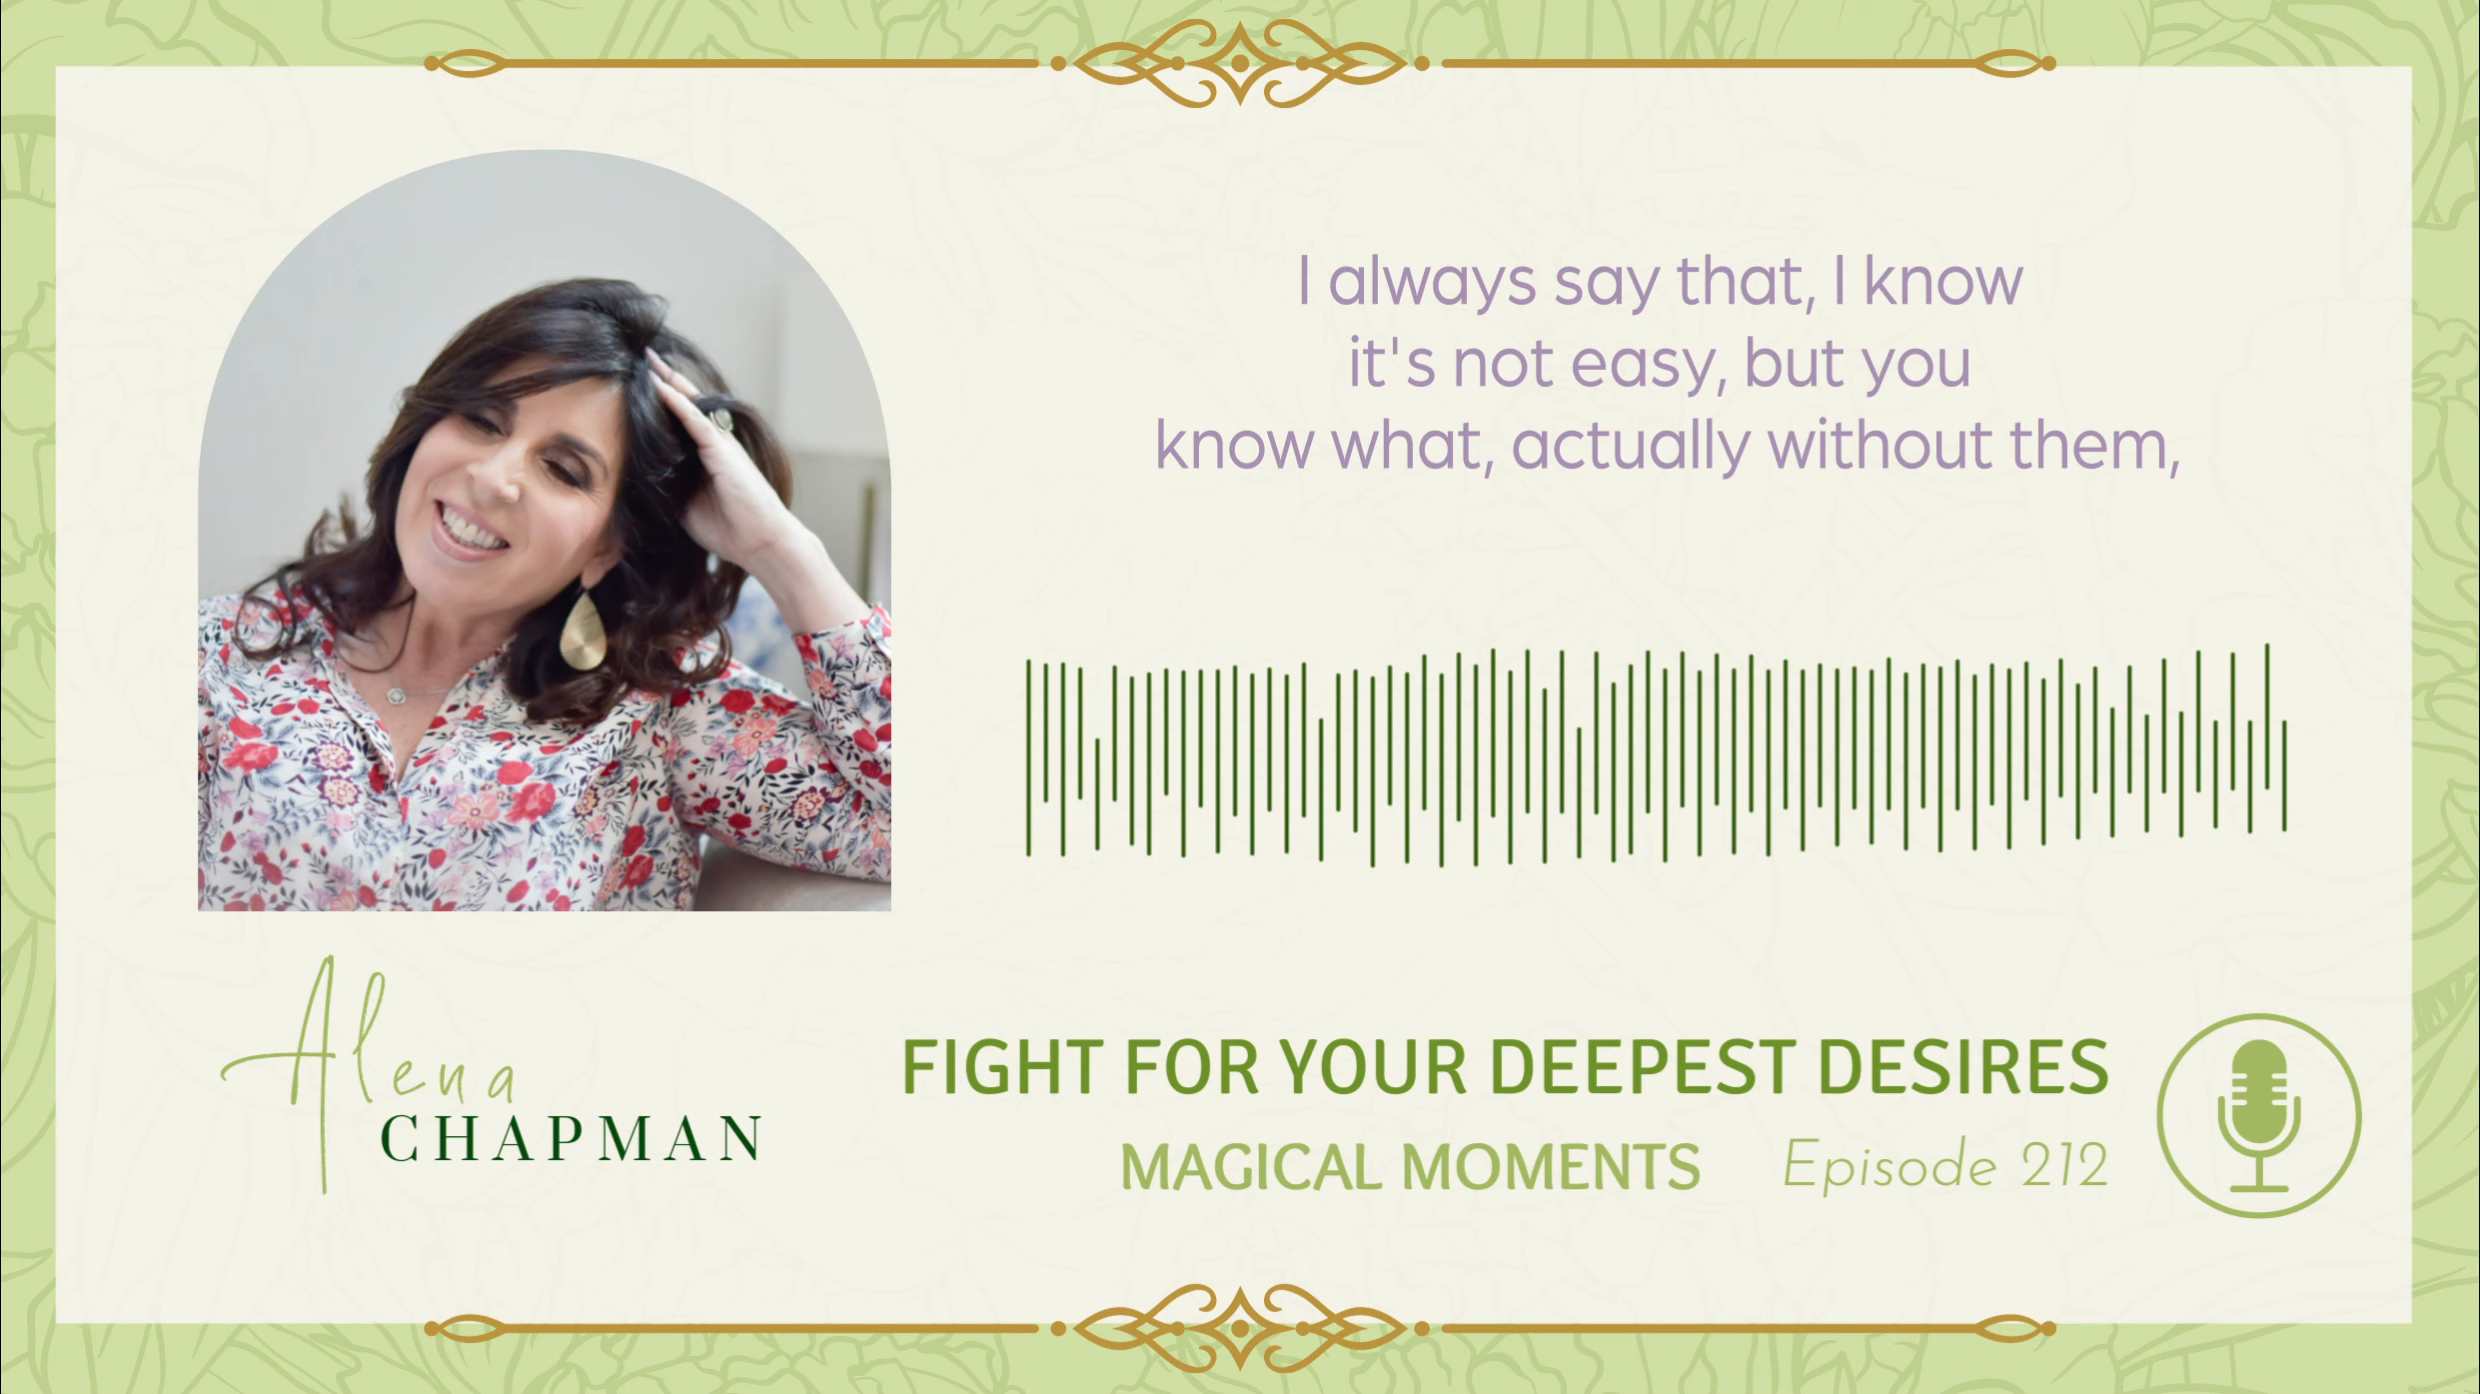 I always say that, I know
it's not easy, but you
know what, actually without them,
Alena
CHAPMAN
FIGHT FOR YOUR DEEPEST DESIRES
MAGICAL MOMENTS Episode 212